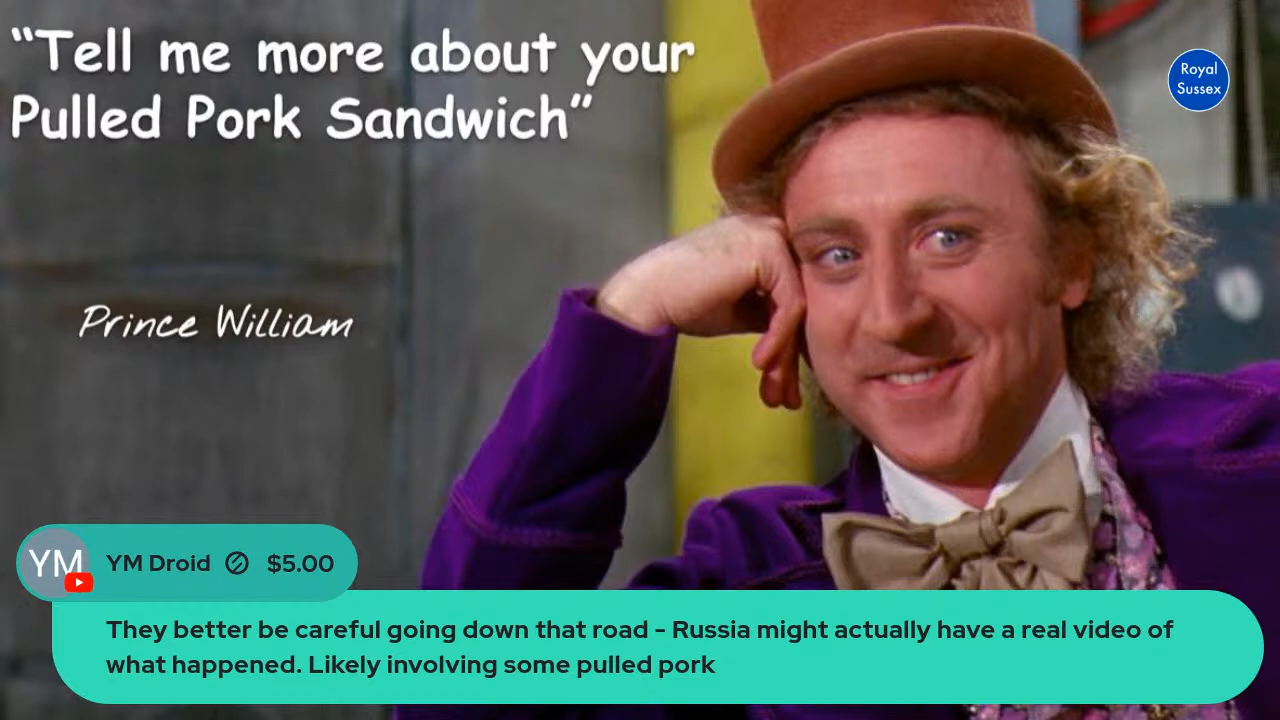 “Tell me more about your
Pulled Pork Sandwich”
Royal
Sussex
Prince William
YM
YM Droid $5.00
They better be careful going down that road - Russia might actually have a real video of
what happened. Likely involving some pulled pork